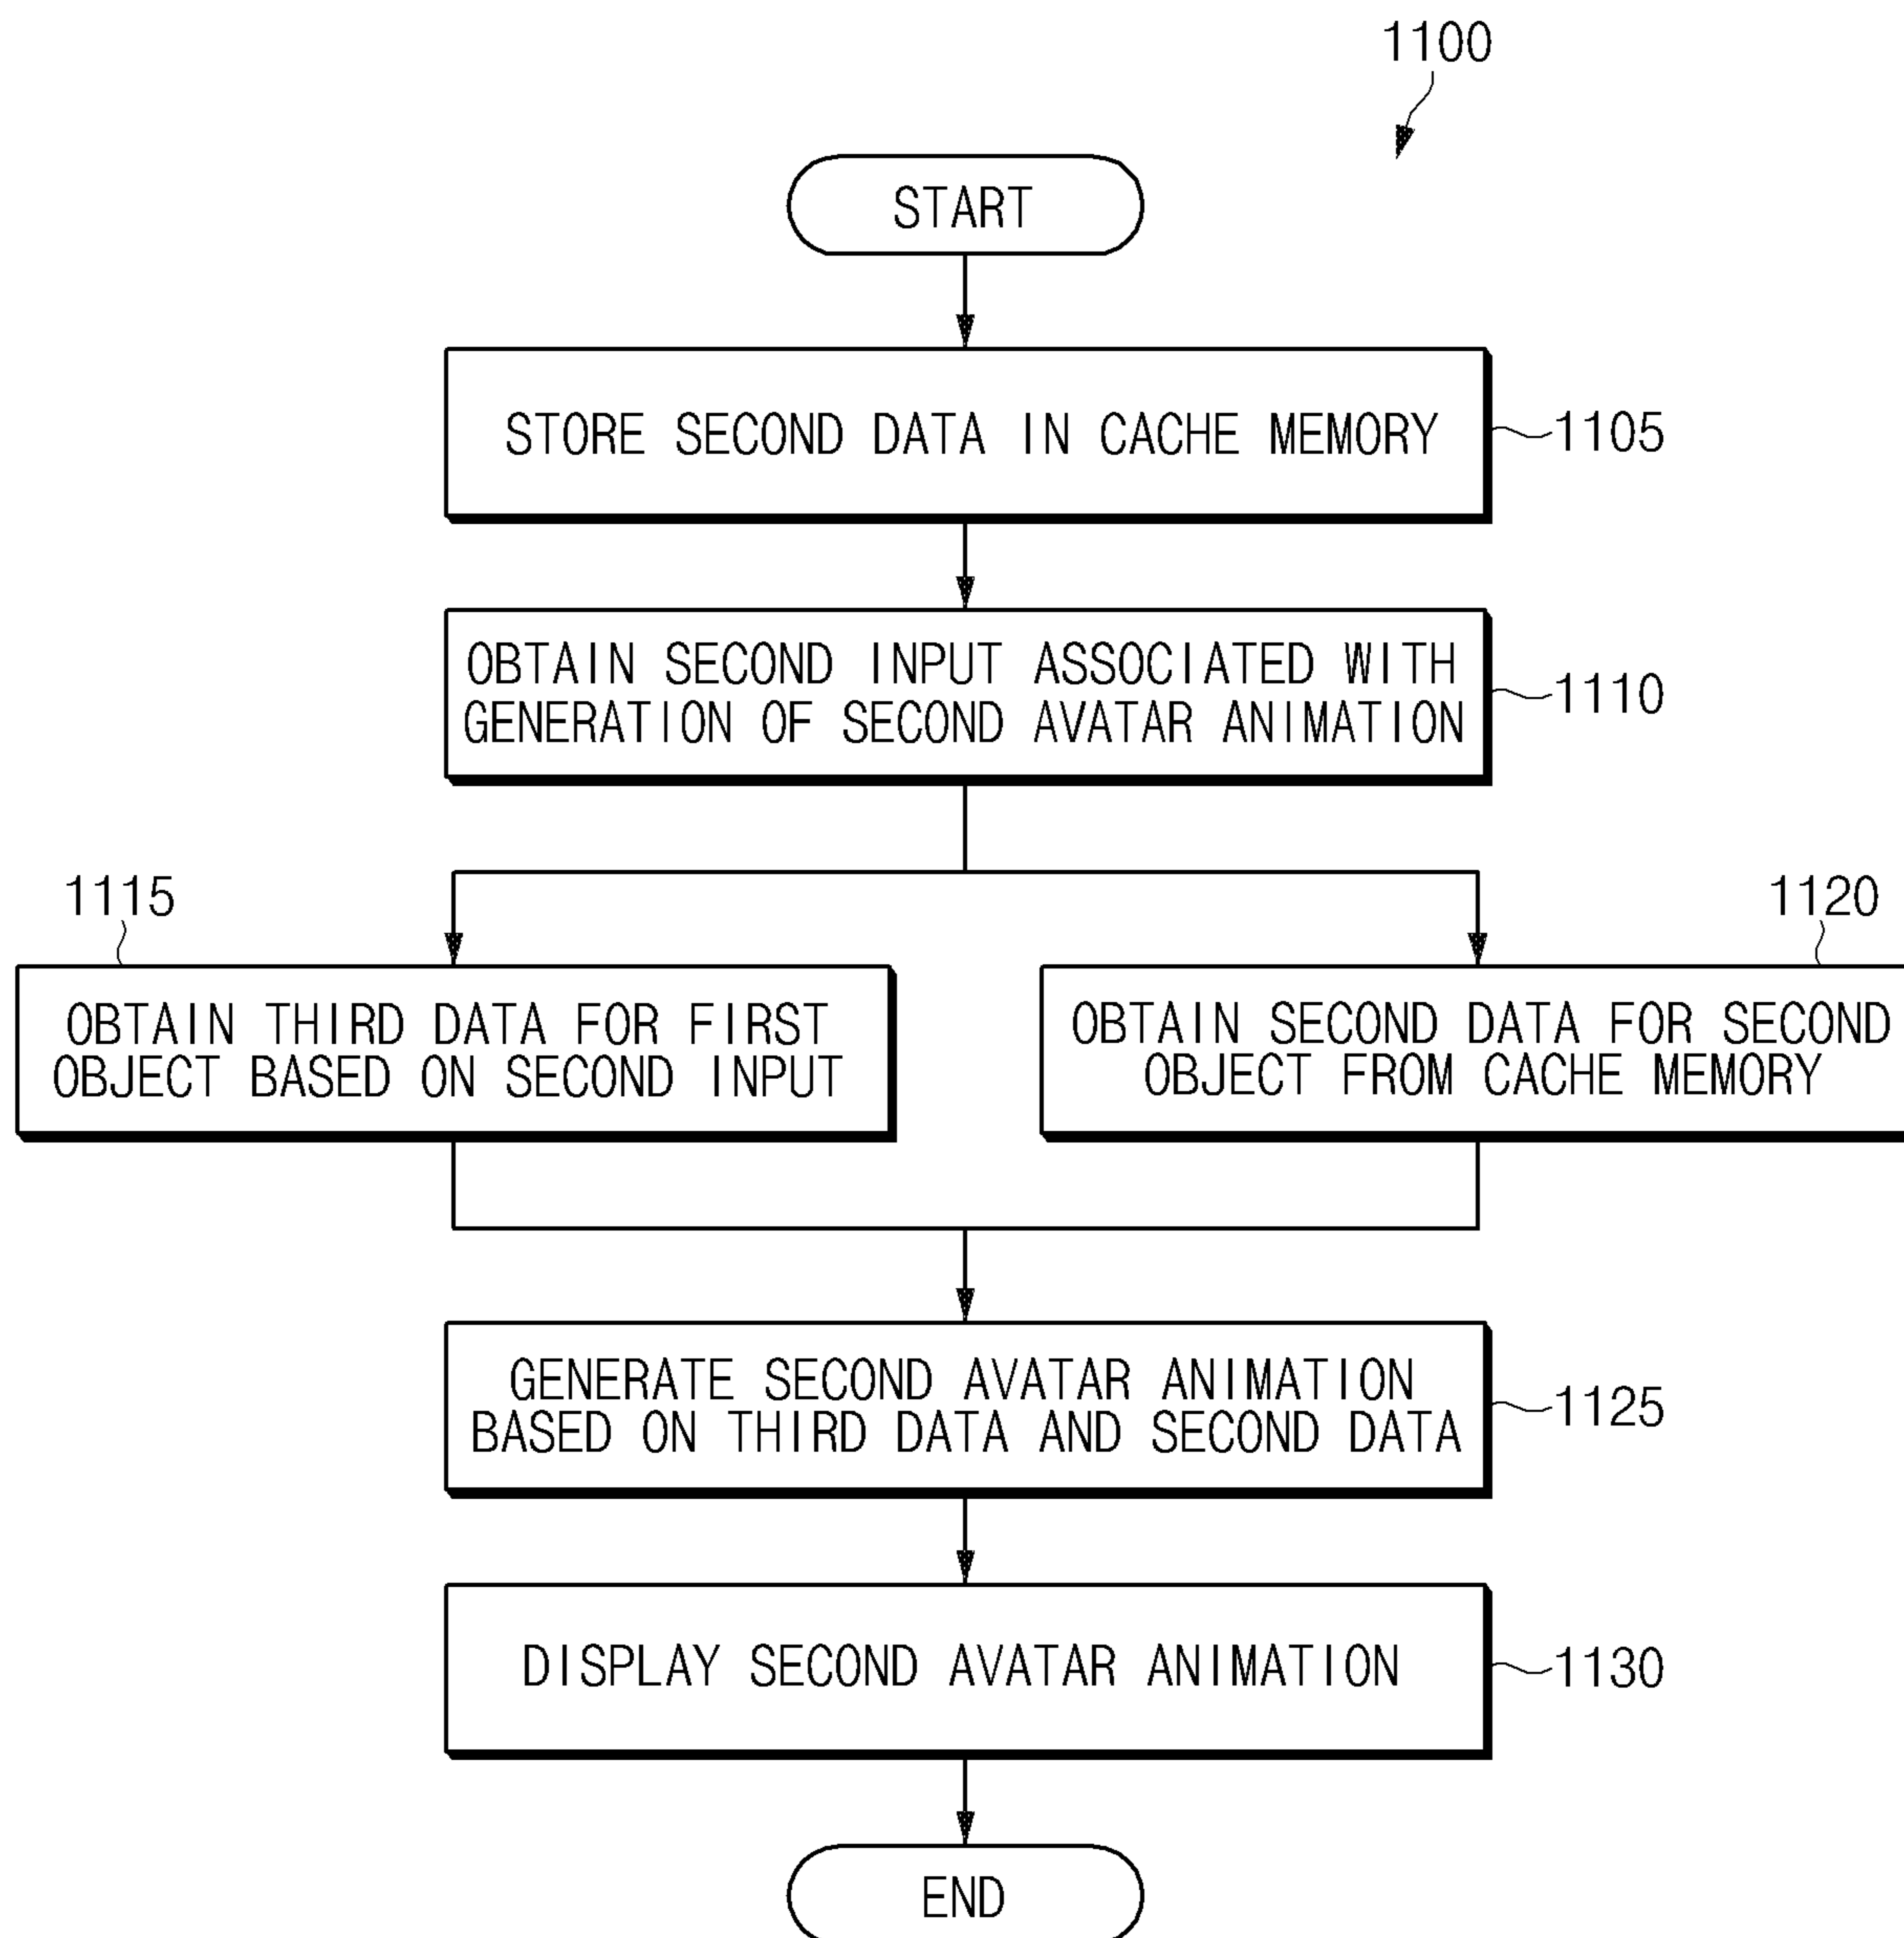 1100
START
STORE SECOND DATA IN CACHE MEMORY
1105
OBTAIN SECOND INPUT ASSOCIATED WITH
GENERATION OF SECOND AVATAR ANIMATION
1110
1115
OBTAIN THIRD DATA FOR FIRST
OBJECT BASED ON SECOND INPUT
1120
OBTAIN SECOND DATA FOR SECOND
OBJECT FROM CACHE MEMORY
GENERATE SECOND AVATAR ANIMATION
BASED ON THIRD DATA AND SECOND DATA
1125
DISPLAY SECOND AVATAR ANIMATION
1130
END